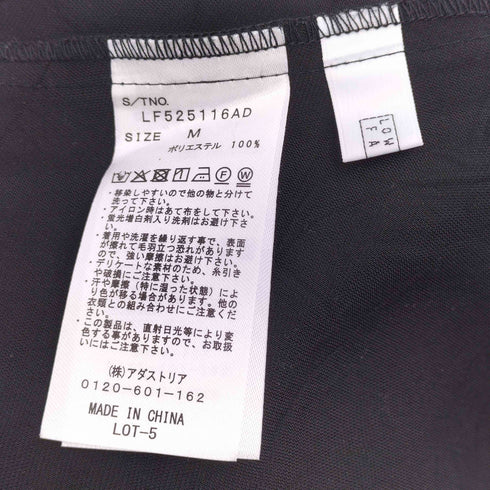 S/TNO.
LF525116AD
SIZE M
ポリエステル 100%
・移染しやすいので他の物と分けて
洗って下さい。
・アイロン時はあて布をして下さい。
・蛍光増白剤入り洗剤はお避け下さ
い。
・着用や洗濯を繰り返す事で、表面
が擦れて毛羽立つ恐れがあります
ので、強い摩擦はお避け下さい。
・デリケートな素材のため、糸引き
や破損にご注意下さい。
・汗や摩擦（特に湿った状態）によ
り色が移る場合があります。他の
衣類との組み合わせにご注意下さ
い。
・この製品は、直射日光等により変
色する恐れがあります。お取り扱
いにはご注意下さい。
(株)アダストリア
0120-601-162
MADE IN CHINA
LOT-5
LOW
FA